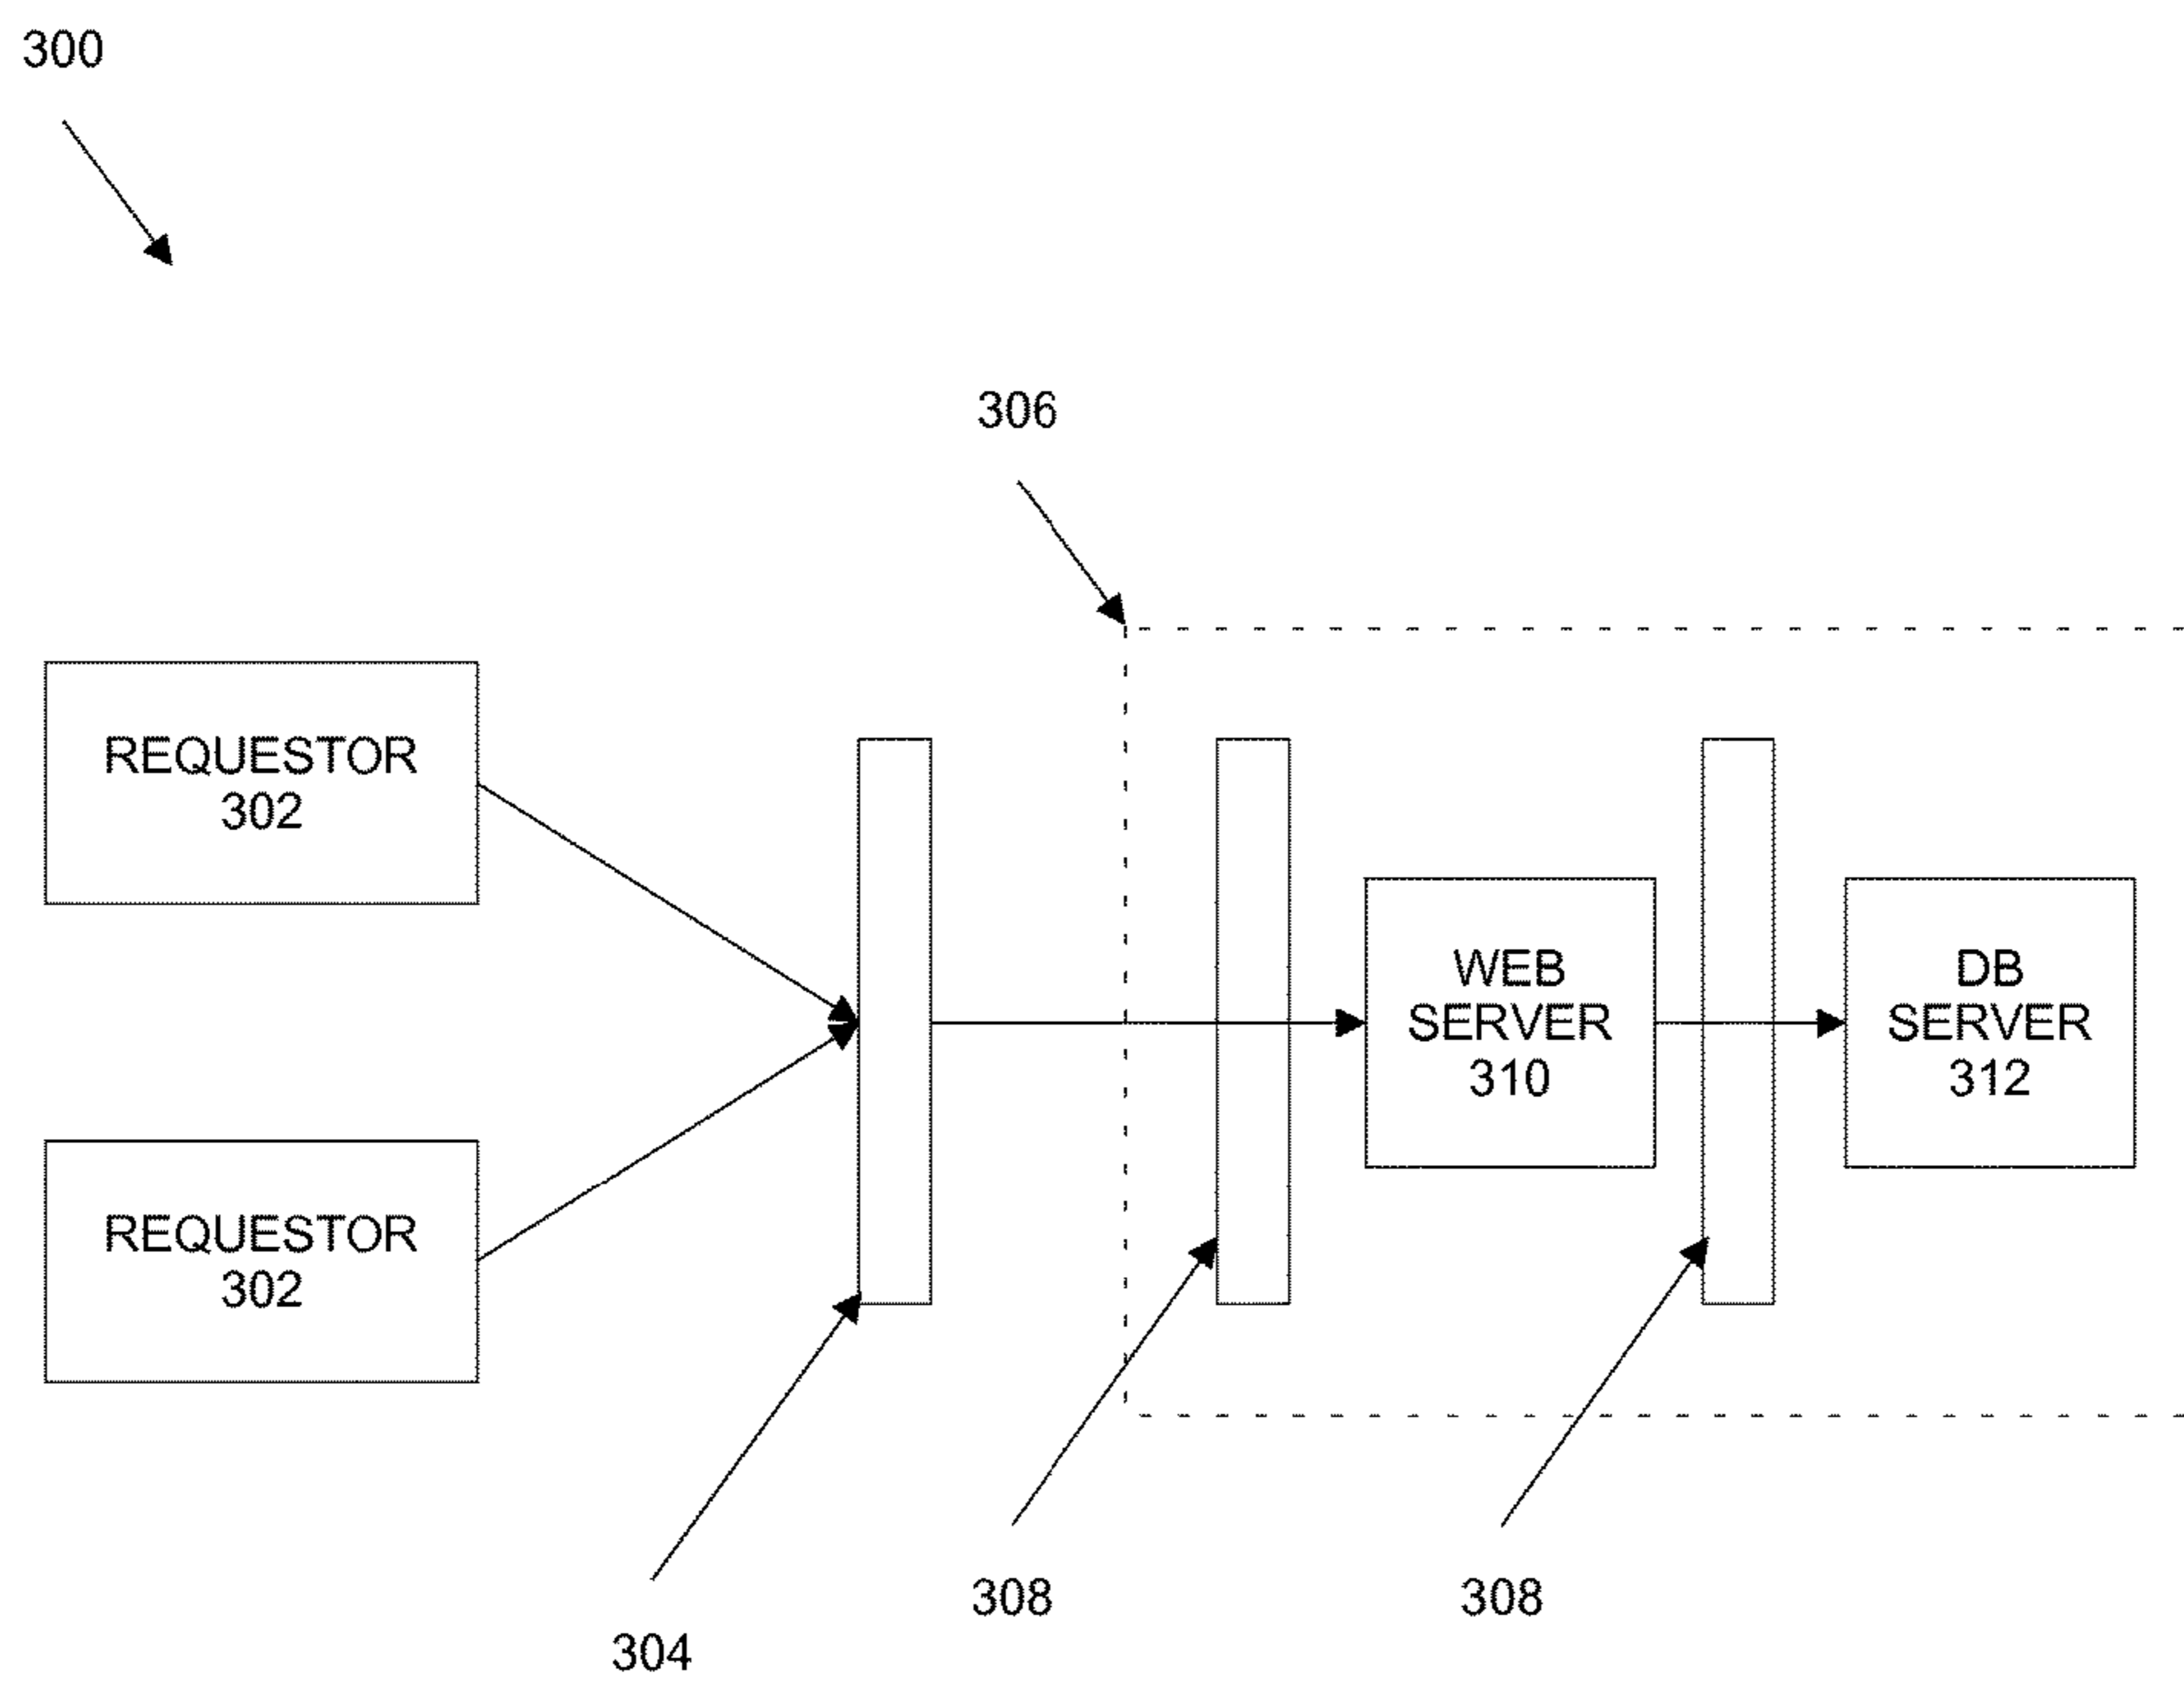 300
306
REQUESTOR
302
WEB
SERVER
310
DB
SERVER
312
REQUESTOR
302
308
308
304